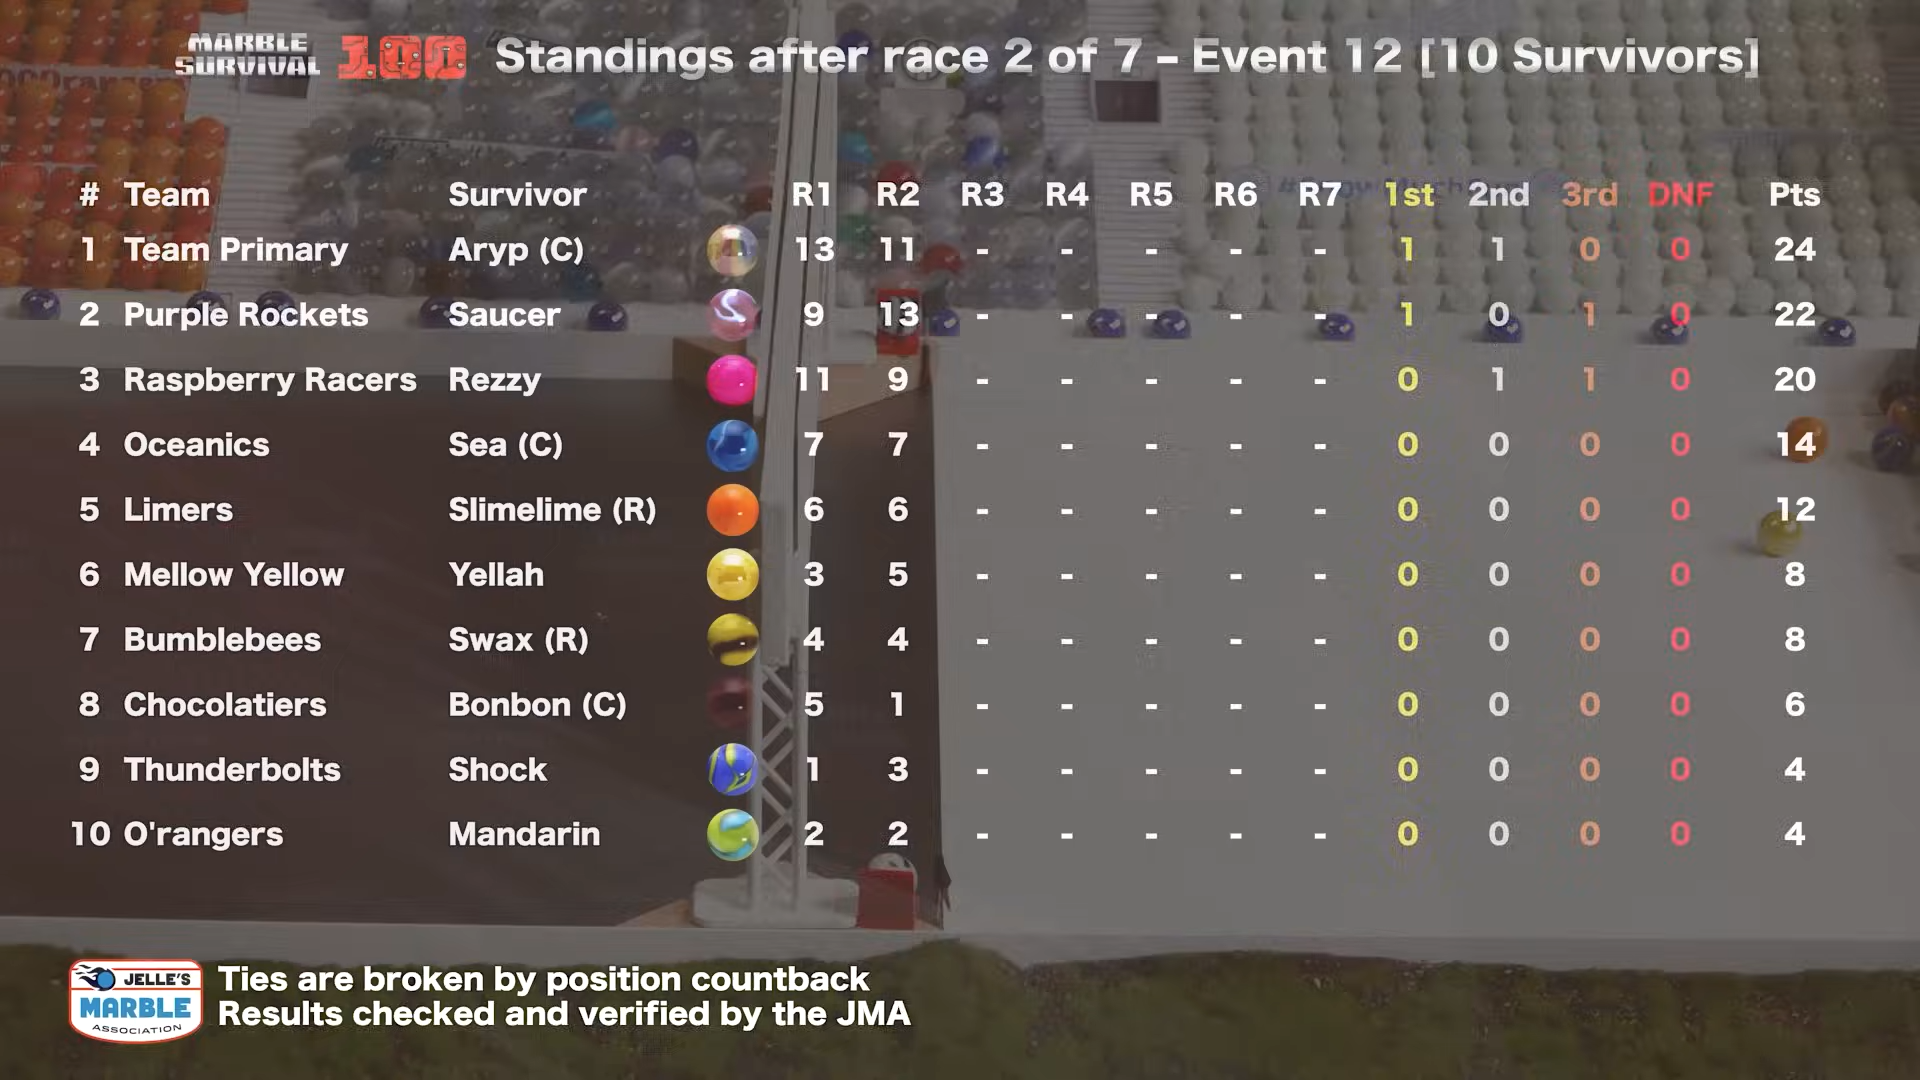 MARBLE SURVIVAL 100 Standings after race 2 of 7 – Event 12 [10 Survivors]
# Team Survivor R1 R2 R3 R4 R5 R6 R7 1st 2nd 3rd DNF Pts
1 Team Primary Aryp (C) 13 11 - - - - - 1 1 0 0 24
2 Purple Rockets Saucer 9 13 - - - - - 1 0 1 0 22
3 Raspberry Racers Rezzy 11 9 - - - - - 0 1 1 0 20
4 Oceanics Sea (C) 7 7 - - - - - 0 0 0 0 14
5 Limers Slimelime (R) 6 6 - - - - - 0 0 0 0 12
6 Mellow Yellow Yellah 3 5 - - - - - 0 0 0 0 8
7 Bumblebees Swax (R) 4 4 - - - - - 0 0 0 0 8
8 Chocolatiers Bonbon (C) 5 1 - - - - - 0 0 0 0 6
9 Thunderbolts Shock 1 3 - - - - - 0 0 0 0 4
10 O'rangers Mandarin 2 2 - - - - - 0 0 0 0 4
JELLE'S
MARBLE
ASSOCIATION
Ties are broken by position countback
Results checked and verified by the JMA